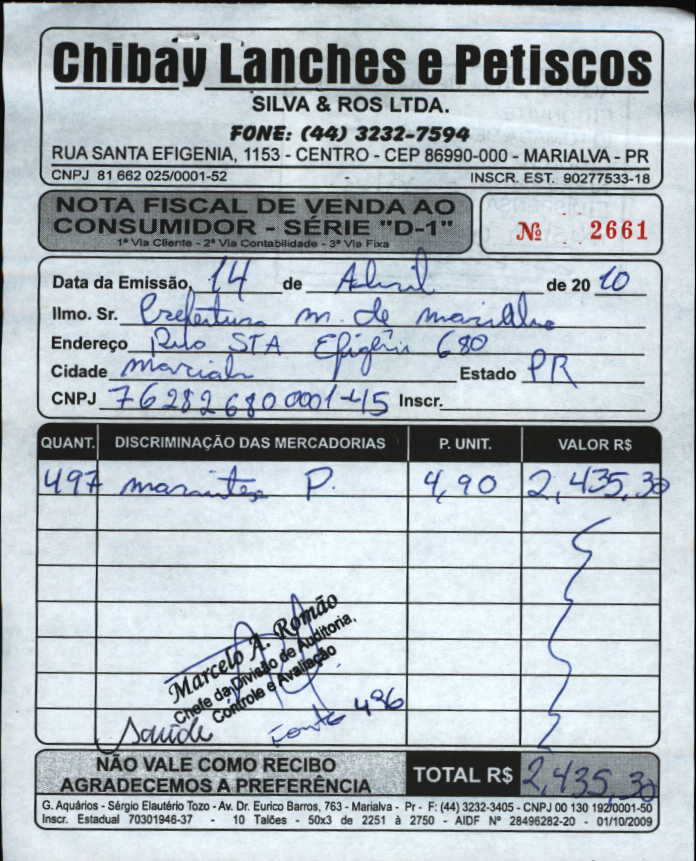 Chibay Lanches e Petiscos
SILVA & ROS LTDA.
FONE: (44) 3232-7594
RUA SANTA EFIGENIA, 1153 - CENTRO - CEP 86990-000 - MARIALVA - PR
CNPJ 81 662 025/0001-52 - INSCR. EST. 90277533-18
NOTA FISCAL DE VENDA AO
CONSUMIDOR - SÉRIE "D-1"
1ª Via Cliente - 2ª Via Contabilidade - 3ª Via Fixa
Nº 2661
Data da Emissão, 14 de Abril de 20 10
Ilmo. Sr. Prefeitura m. de marialva
Endereço Rua STA Efigênia 680
Cidade marialva Estado PR
CNPJ 76282680 0001-45 Inscr.
QUANT. DISCRIMINAÇÃO DAS MERCADORIAS P. UNIT. VALOR R$
497 marmitex P. 4,90 2,435,30
Marcelo A. Romão
Chefe da Divisão de Auditoria,
Controle e Avaliação
Saúde Fonte 496
NÃO VALE COMO RECIBO
AGRADECEMOS A PREFERÊNCIA
TOTAL R$ 2,435,30
G. Aquários - Sérgio Elautério Tozo - Av. Dr. Eurico Barros, 763 - Marialva - Pr - F: (44) 3232-3405 - CNPJ 00 130 192/0001-50
Inscr. Estadual 70301946-37 - 10 Talões - 50x3 de 2251 à 2750 - AIDF Nº 28496282-20 - 01/10/2009